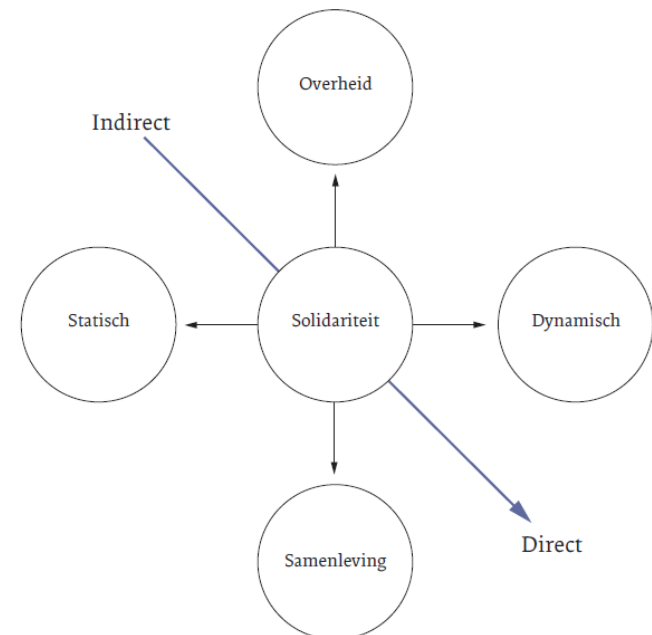 Overheid
Indirect
Statisch
Solidariteit
Dynamisch
Direct
Samenleving